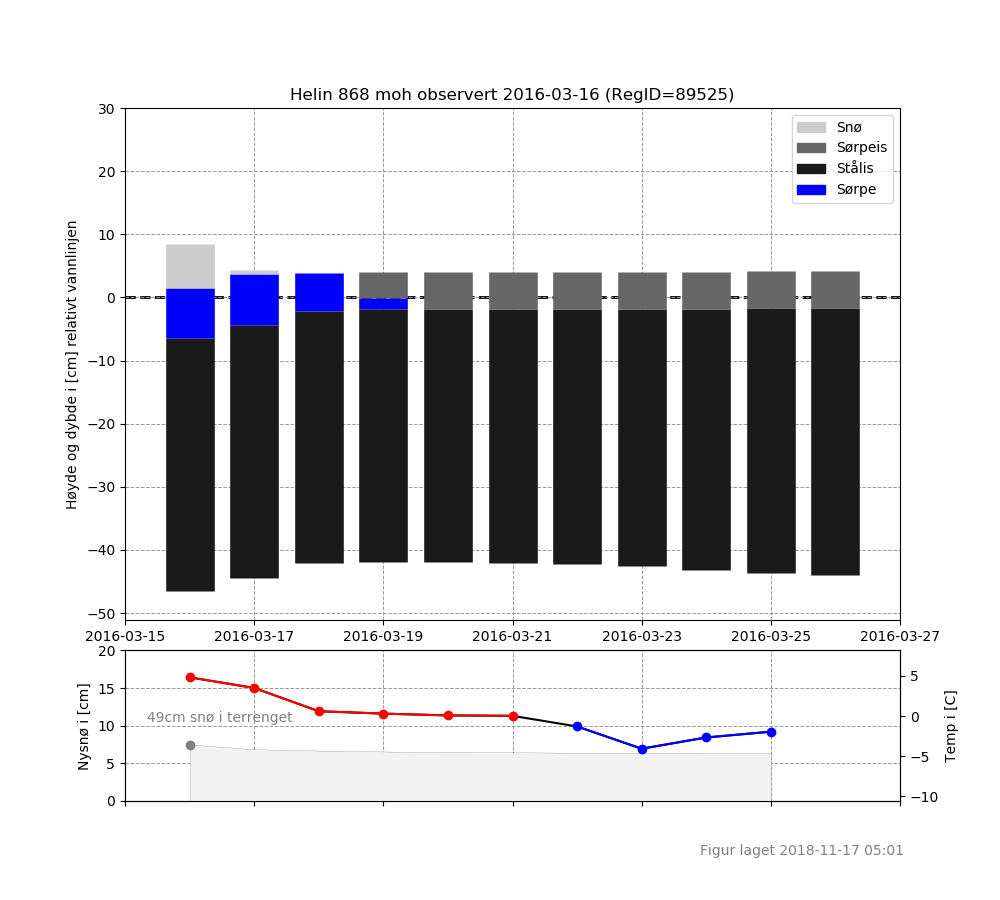 Helin 868 moh observert 2016-03-16 (RegID=89525)
30
20
10
0
−10
−20
−30
−40
−50
Høyde og dybde i [cm] relativt vannlinjen
Snø
Sørpeis
Stålis
Sørpe
2016-03-15 2016-03-17 2016-03-19 2016-03-21 2016-03-23 2016-03-25 2016-03-27
20
15
10
5
0
Nysnø i [cm]
49cm snø i terrenget
5
0
−5
−10
Temp i [C]
Figur laget 2018-11-17 05:01